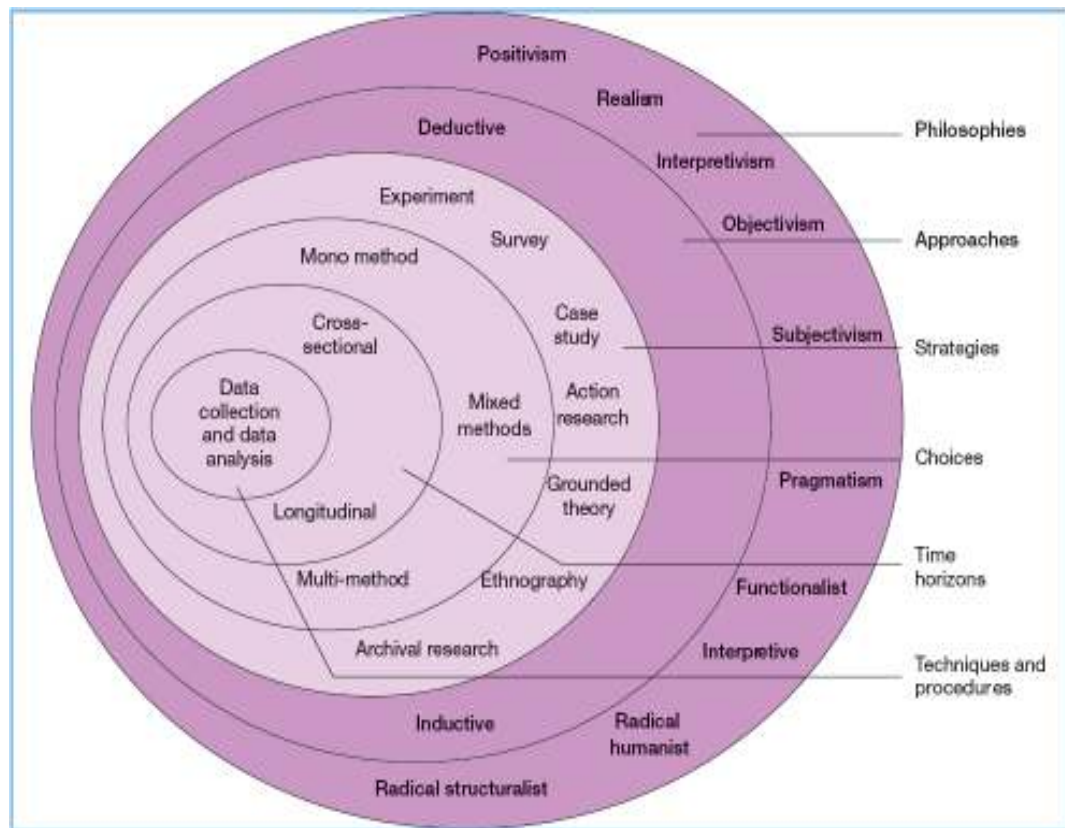 Positivism
Realism
Philosophies
Deductive
Interpretivism
Experiment
Objectivism
Survey
Approaches
Mono method
Case
study
Cross-
sectional
Subjectivism
Strategies
Data
collection
and data
analysis
Mixed
methods
Action
research
Choices
Pragmatism
Grounded
theory
Longitudinal
Time
horizons
Multi-method
Ethnography
Functionalist
Archival research
Interpretive
Techniques and
procedures
Inductive
Radical
humanist
Radical structuralist